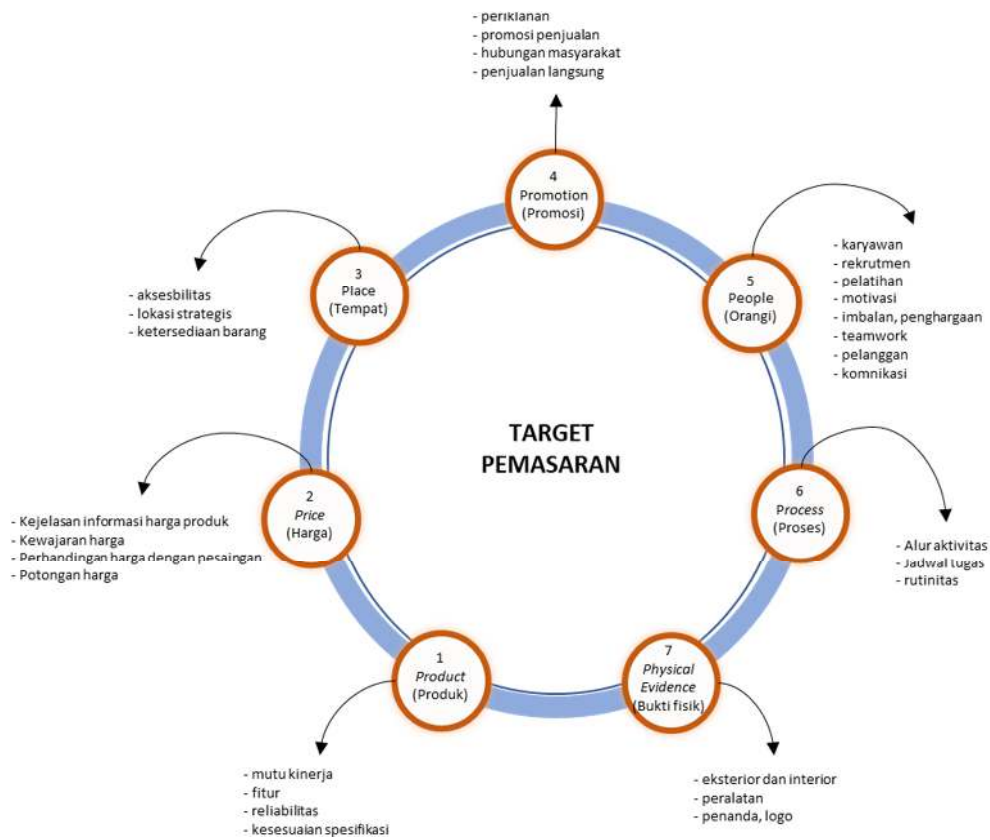 - periklanan
- promosi penjualan
- hubungan masyarakat
- penjualan langsung
4
Promotion
(Promosi)
3
Place
(Tempat)
- aksesbilitas
- lokasi strategis
- ketersediaan barang
5
People
(Orangi)
- karyawan
- rekrutmen
- pelatihan
- motivasi
- imbalan, penghargaan
- teamwork
- pelanggan
- komnikasi
TARGET
PEMASARAN
2
Price
(Harga)
- Kejelasan informasi harga produk
- Kewajaran harga
- Perbandingan harga dengan pesaingan
- Potongan harga
6
Process
(Proses)
- Alur aktivitas
- Jadwal tugas
- rutinitas
1
Product
(Produk)
- mutu kinerja
- fitur
- reliabilitas
- kesesuaian spesifikasi
7
Physical
Evidence
(Bukti fisik)
- eksterior dan interior
- peralatan
- penanda, logo